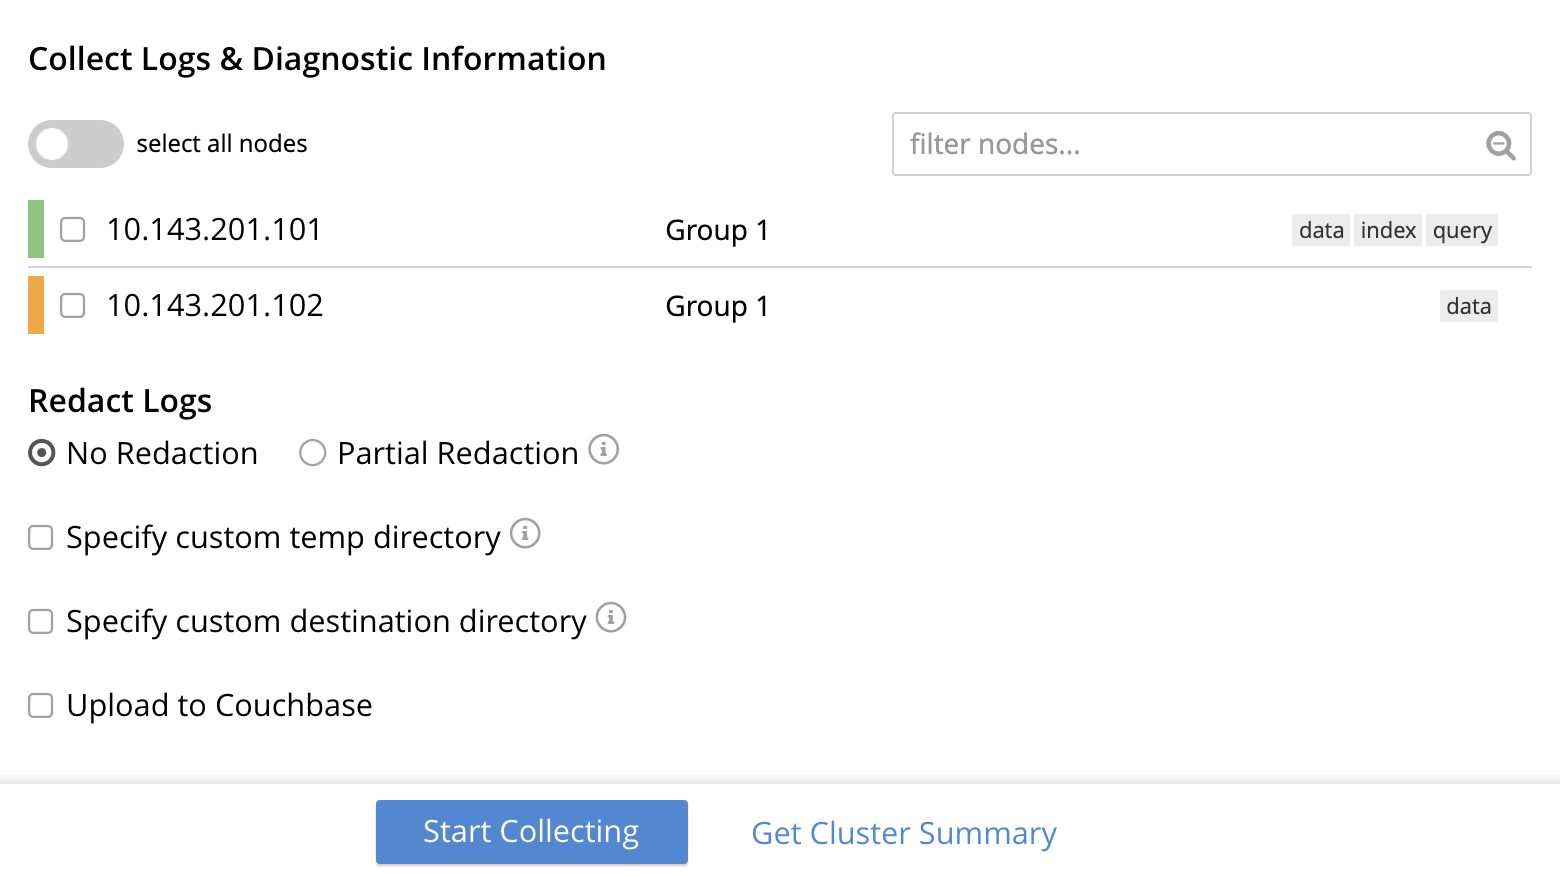 Collect Logs & Diagnostic Information
select all nodes
filter nodes...
10.143.201.101 Group 1 data index query
10.143.201.102 Group 1 data
Redact Logs
No Redaction Partial Redaction
Specify custom temp directory
Specify custom destination directory
Upload to Couchbase
Start Collecting Get Cluster Summary